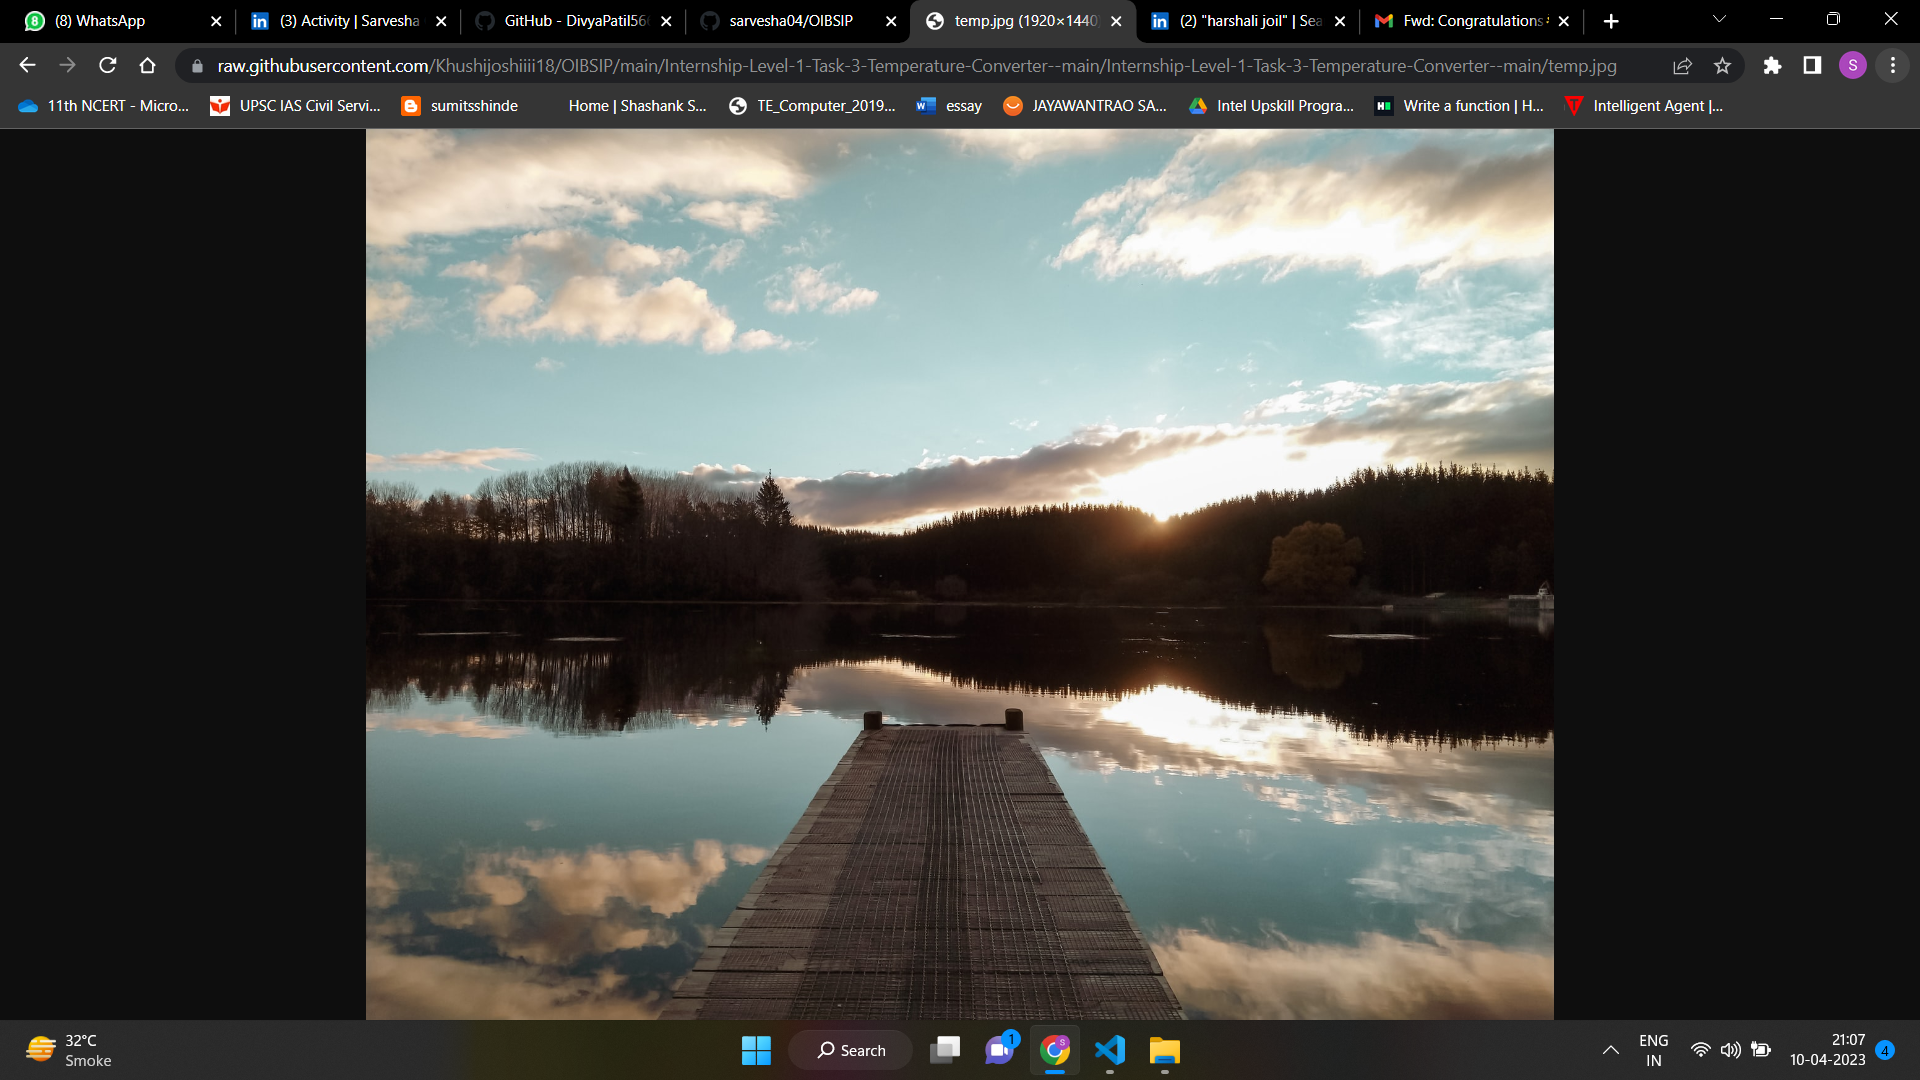 (8) WhatsApp
(3) Activity | Sarvesha
GitHub - DivyaPatil566
sarvesha04/OIBSIP
temp.jpg (1920×1440)
(2) "harshali joil" | Sea
Fwd: Congratulations
raw.githubusercontent.com/Khushijoshiiii18/OIBSIP/main/Internship-Level-1-Task-3-Temperature-Converter--main/Internship-Level-1-Task-3-Temperature-Converter--main/temp.jpg
S
11th NCERT - Micro...
UPSC IAS Civil Servi...
sumitsshinde
Home | Shashank S...
TE_Computer_2019...
essay
JAYAWANTRAO SA...
Intel Upskill Progra...
Write a function | H...
Intelligent Agent |...
32°C
Smoke
Search
1
ENG
IN
21:07
10-04-2023
4